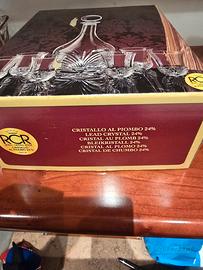 RCR
CRISTALLO AL PIOMBO 24%
LEAD CRYSTAL 24%
CRISTAL AU PLOMB 24%
BLEIKRISTALL 24%
CRISTAL AL PLOMO 24%
CRISTAL DE CHUMBO 24%